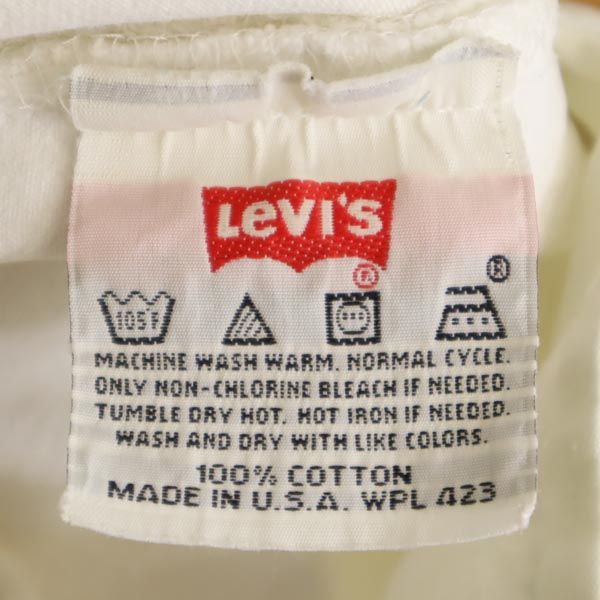 LEVI'S
®
®
105F
MACHINE WASH WARM. NORMAL CYCLE.
ONLY NON-CHLORINE BLEACH IF NEEDED.
TUMBLE DRY HOT. HOT IRON IF NEEDED.
WASH AND DRY WITH LIKE COLORS.
100% COTTON
MADE IN U.S.A. WPL 423